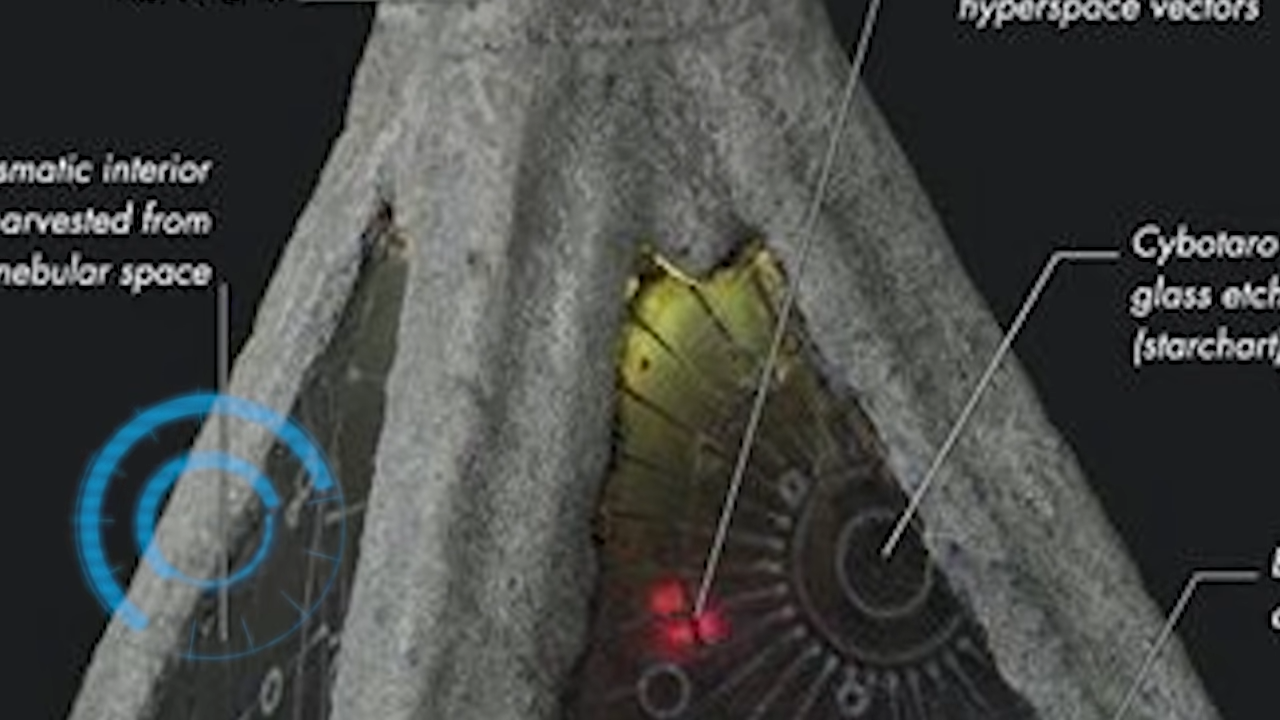 hyperspace vectors
smatic interior
arvested from
nebular space
Cybotaro
glass etch
(starchart)